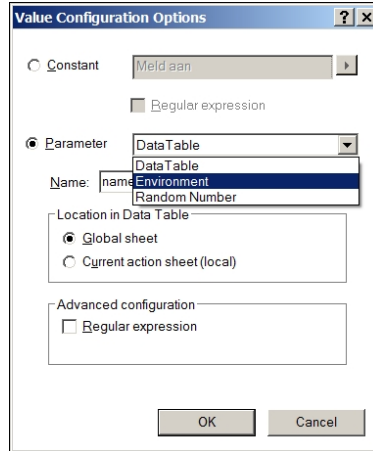 Value Configuration Options
Constant
Meld aan
Regular expression
Parameter
DataTable
DataTable
Environment
Random Number
Name: name
Location in Data Table
Global sheet
Current action sheet (local)
Advanced configuration
Regular expression
OK Cancel